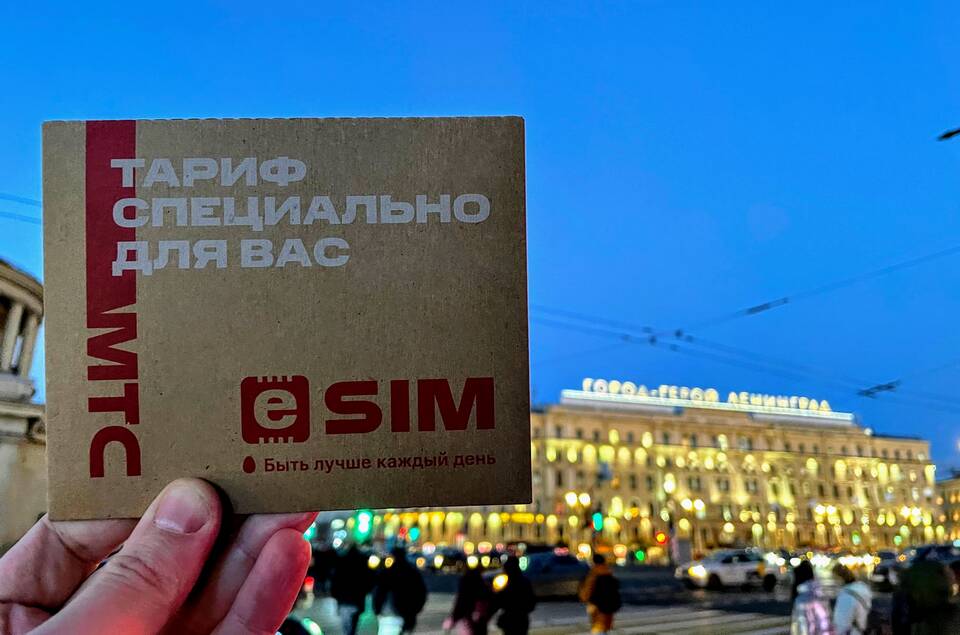 ТАРИФ
СПЕЦИАЛЬНО
ДЛЯ ВАС
МТС
eSIM
Быть лучше каждый день
ГОРОД-ГЕРОЙ ЛЕНИНГРАД